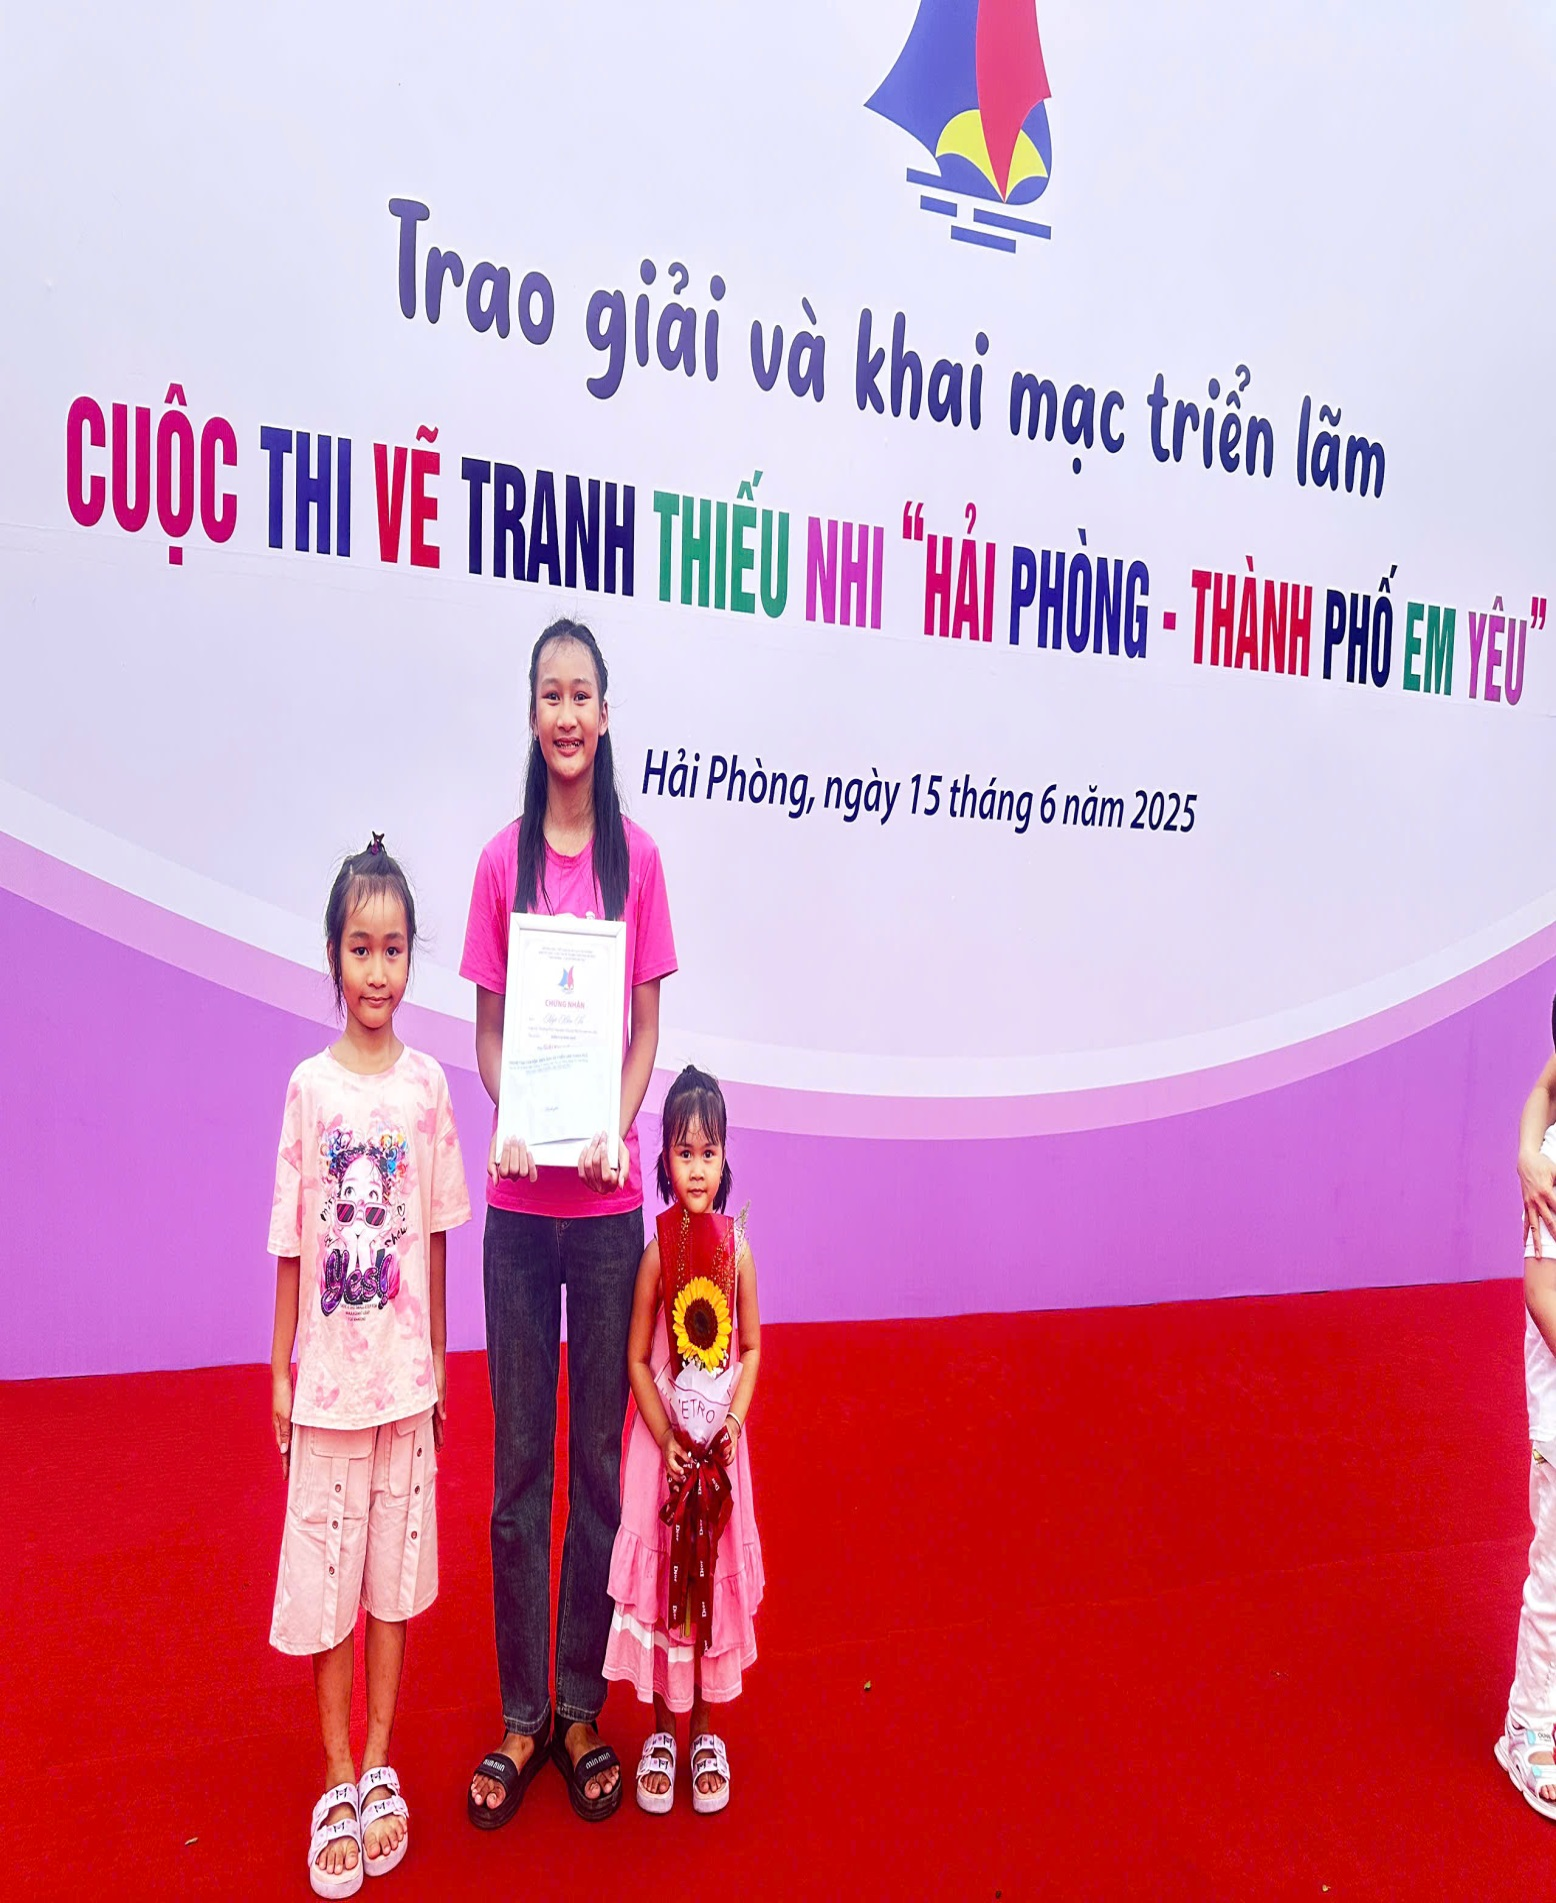 Trao giải và khai mạc triển lãm
CUỘC THI VẼ TRANH THIẾU NHI “HẢI PHÒNG - THÀNH PHỐ EM YÊU”
Hải Phòng, ngày 15 tháng 6 năm 2025
CHỨNG NHẬN
yes!
ETRO